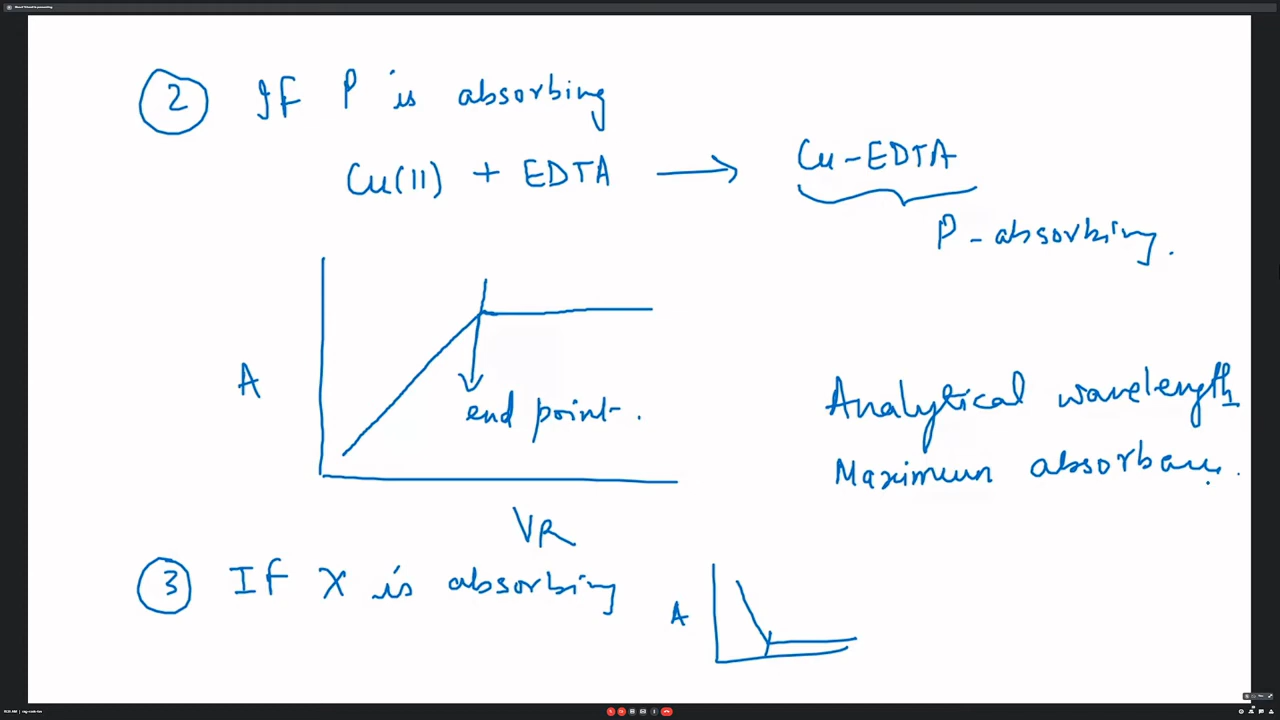 ② If P is absorbing
Cu(II) + EDTA → Cu-EDTA
P-absorbing.
A
end point.
VR
Analytical wavelength
Maximum absorbance.
③ If X is absorbing
A